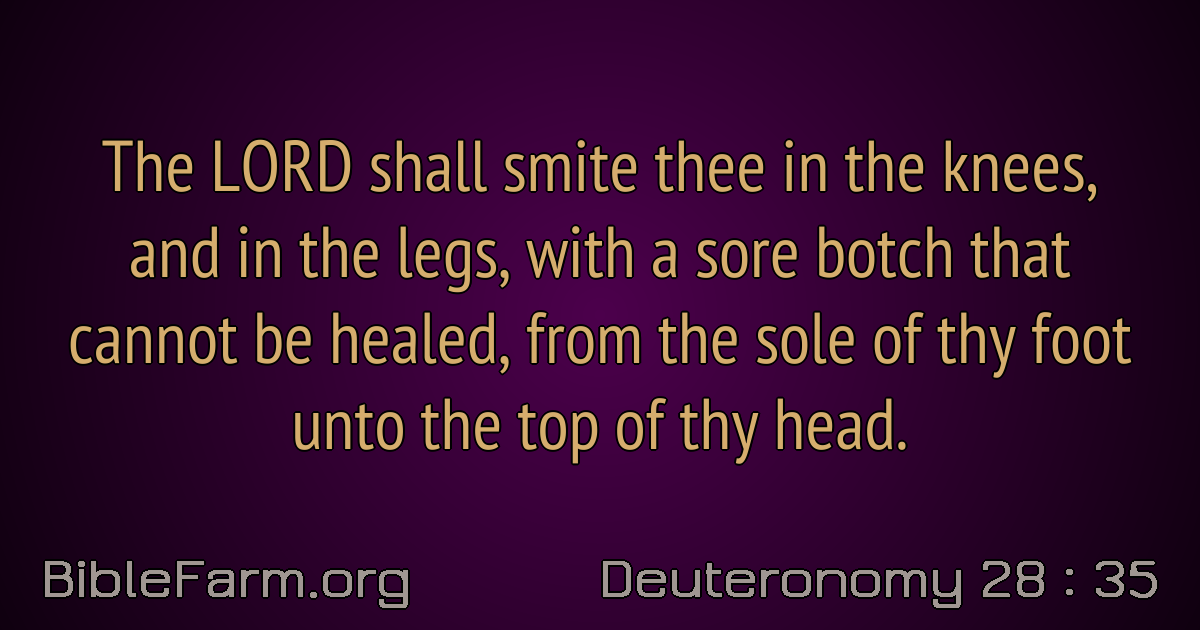 The LORD shall smite thee in the knees,
and in the legs, with a sore botch that
cannot be healed, from the sole of thy foot
unto the top of thy head.
BibleFarm.org
Deuteronomy 28 : 35